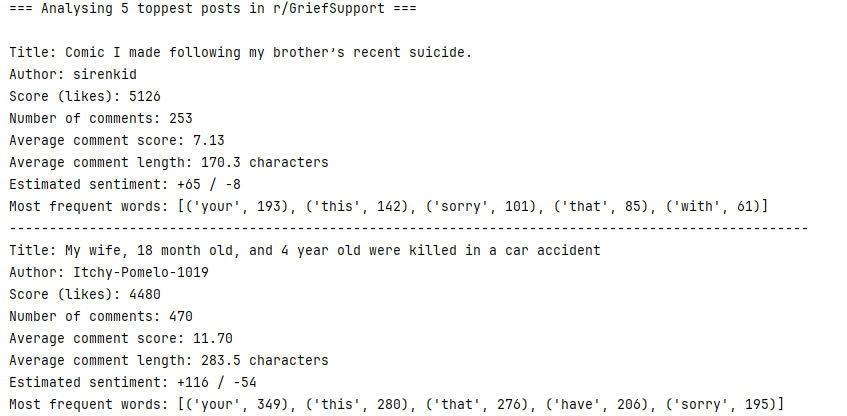 === Analysing 5 toppest posts in r/GriefSupport ===
Title: Comic I made following my brother's recent suicide.
Author: sirenkid
Score (likes): 5126
Number of comments: 253
Average comment score: 7.13
Average comment length: 170.3 characters
Estimated sentiment: +65 / -8
Most frequent words: [('your', 193), ('this', 142), ('sorry', 101), ('that', 85), ('with', 61)]
----------------------------------------------------------------------------------------------------
Title: My wife, 18 month old, and 4 year old were killed in a car accident
Author: Itchy-Pomelo-1019
Score (likes): 4480
Number of comments: 470
Average comment score: 11.70
Average comment length: 283.5 characters
Estimated sentiment: +116 / -54
Most frequent words: [('your', 349), ('this', 280), ('that', 276), ('have', 206), ('sorry', 195)]